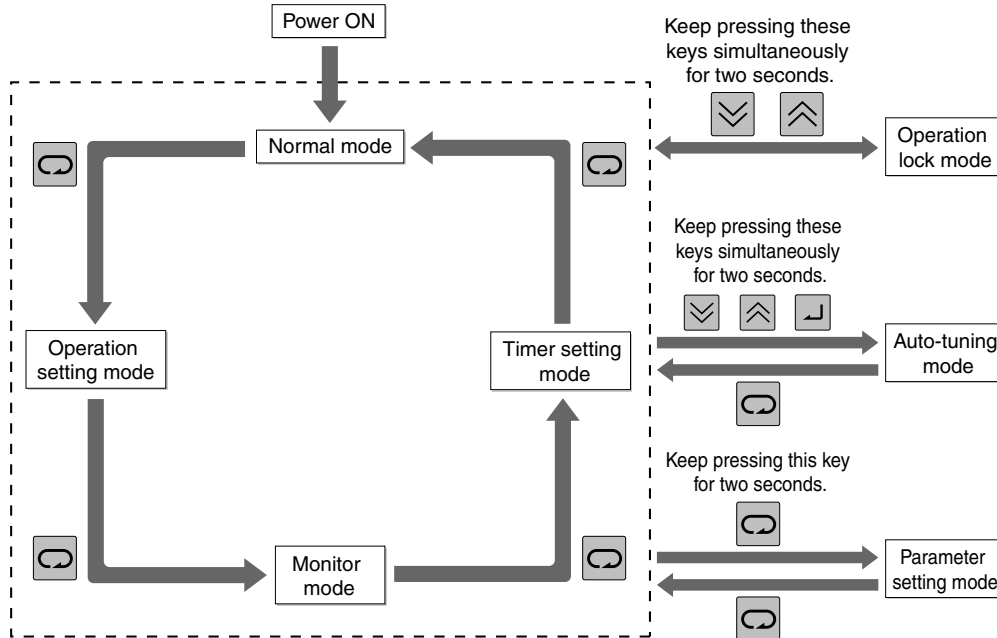 Power ON
Normal mode
Operation
setting mode
Monitor
mode
Timer setting
mode
Keep pressing these
keys simultaneously
for two seconds.
Operation
lock mode
Keep pressing these
keys simultaneously
for two seconds.
Auto-tuning
mode
Keep pressing this key
for two seconds.
Parameter
setting mode